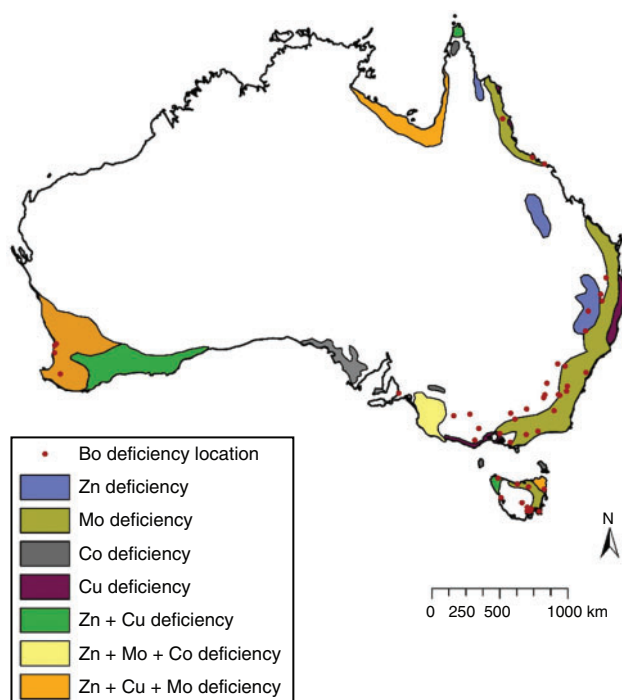 Bo deficiency location
Zn deficiency
Mo deficiency
Co deficiency
Cu deficiency
Zn + Cu deficiency
Zn + Mo + Co deficiency
Zn + Cu + Mo deficiency
N
0 250 500 1000 km